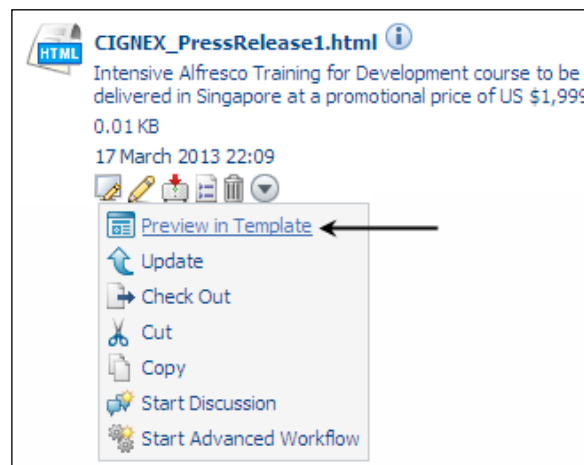 HTML
CIGNEX_PressRelease1.html
Intensive Alfresco Training for Development course to be
delivered in Singapore at a promotional price of US $1,999
0.01 KB
17 March 2013 22:09
Preview in Template
Update
Check Out
Cut
Copy
Start Discussion
Start Advanced Workflow